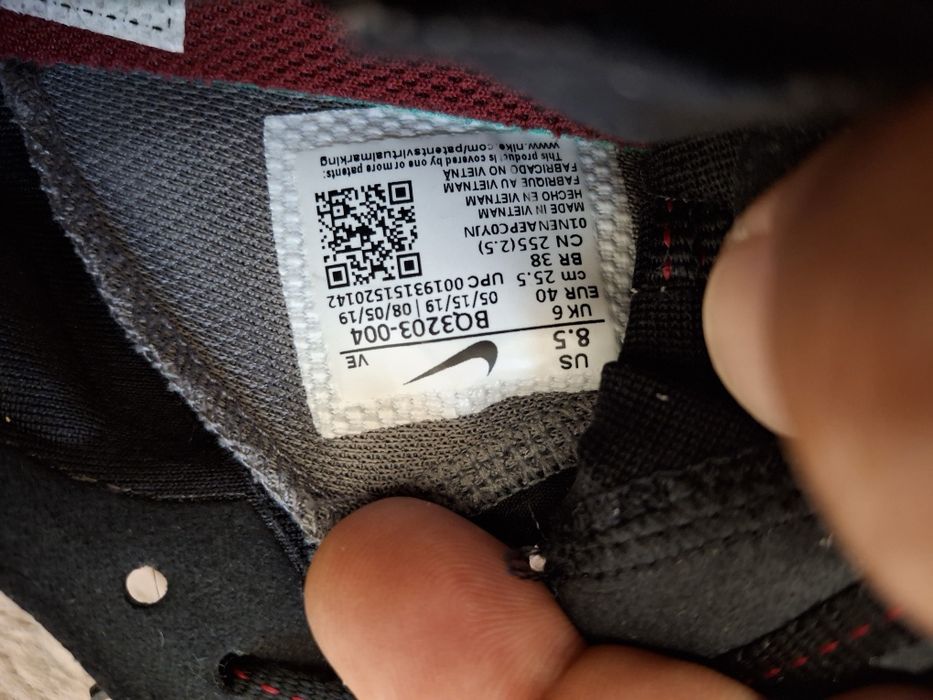 US
8.5
VE
UK 6
EUR 40
cm 25.5
BR 38
CN 255(2.5)
BQ3203-004
05/15/19 | 08/05/19
UPC 00193151520142
01NENAEPC0YJN
MADE IN VIETNAM
HECHO EN VIETNAM
FABRIQUE AU VIETNAM
FABRICADO NO VIETNÃ
This product is covered by one or more patents:
www.nike.com/patentsvirtualmarking